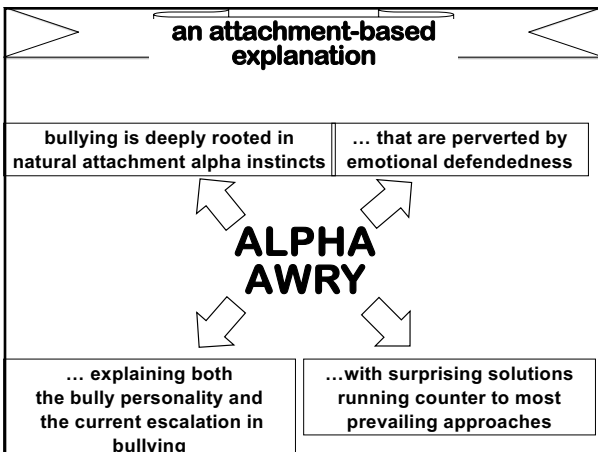 an attachment-based
explanation
bullying is deeply rooted in
natural attachment alpha instincts
… that are perverted by
emotional defendedness
ALPHA
AWRY
… explaining both
the bully personality and
the current escalation in
bullying
…with surprising solutions
running counter to most
prevailing approaches